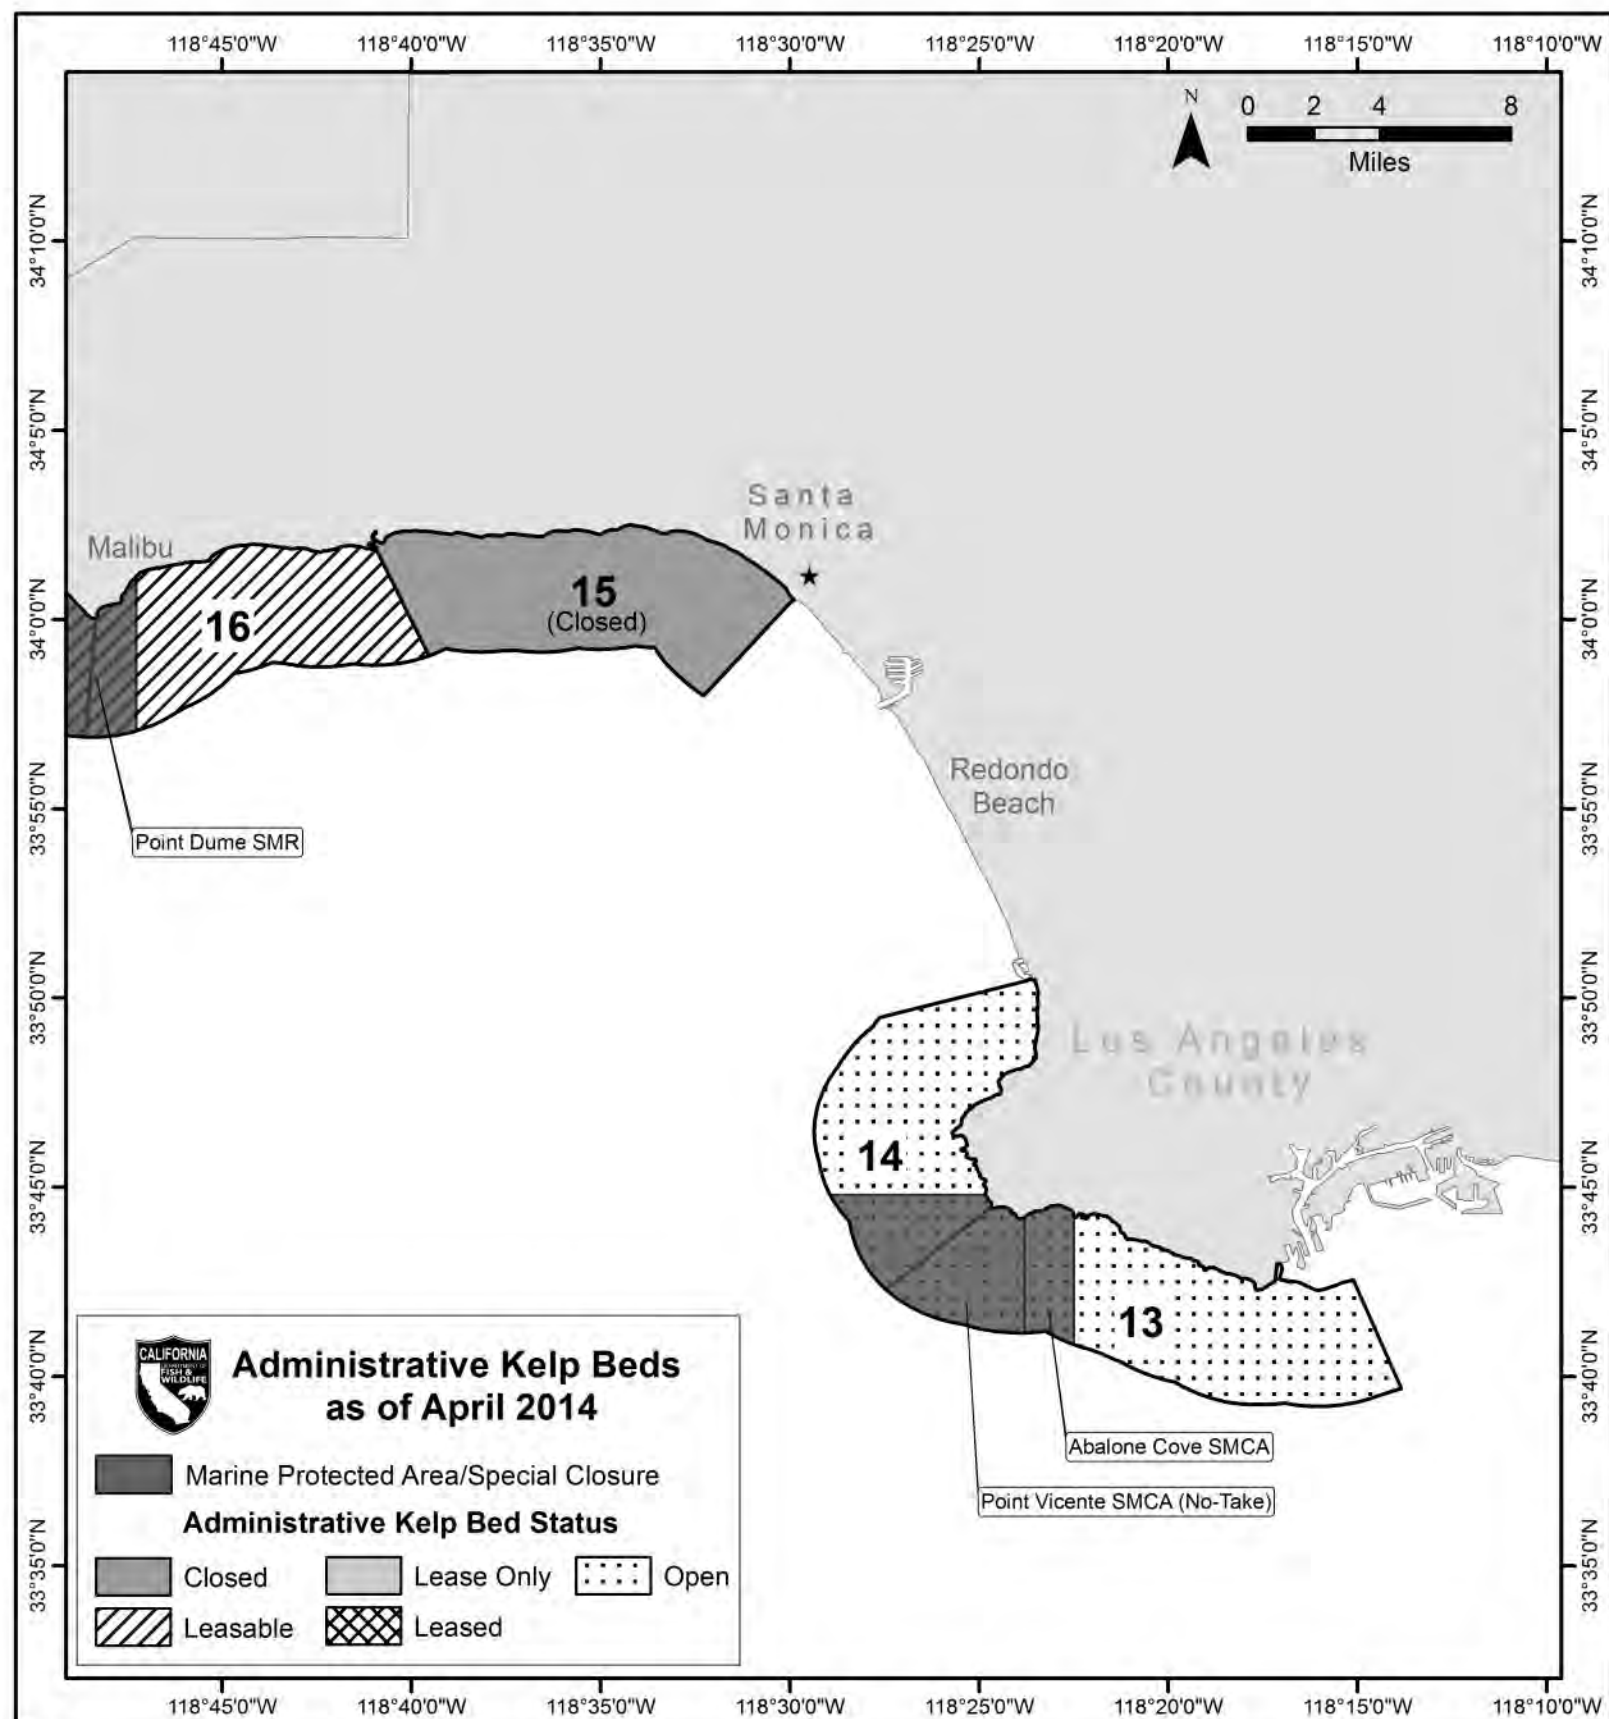 118°45'0"W 118°40'0"W 118°35'0"W 118°30'0"W 118°25'0"W 118°20'0"W 118°15'0"W 118°10'0"W
N
0 2 4 8
Miles
34°10'0"N 34°10'0"N
34°5'0"N 34°5'0"N
Santa
Monica
Malibu
15
(Closed)
16
34°0'0"N 34°0'0"N
Redondo
Beach
33°55'0"N 33°55'0"N
Point Dume SMR
33°50'0"N 33°50'0"N
Los Angeles
County
14
33°45'0"N 33°45'0"N
13
33°40'0"N 33°40'0"N
Abalone Cove SMCA
Point Vicente SMCA (No-Take)
33°35'0"N 33°35'0"N
CALIFORNIA
DEPARTMENT OF
FISH &
WILDLIFE
Administrative Kelp Beds
as of April 2014
Marine Protected Area/Special Closure
Administrative Kelp Bed Status
Closed Lease Only Open
Leasable Leased
118°45'0"W 118°40'0"W 118°35'0"W 118°30'0"W 118°25'0"W 118°20'0"W 118°15'0"W 118°10'0"W